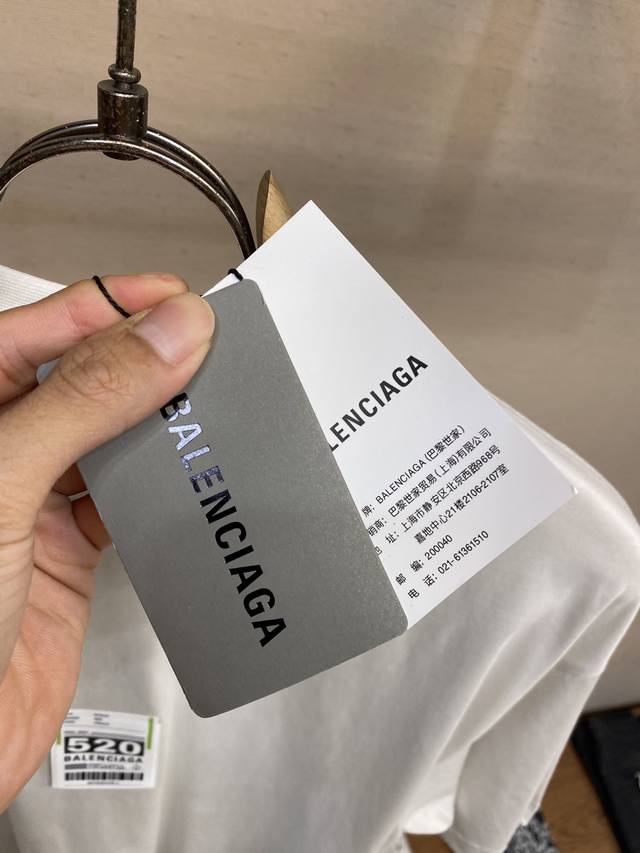 BALENCIAGA
LENCIAGA
牌：BALENCIAGA (巴黎世家)
销商：巴黎世家贸易(上海)有限公司
址：上海市静安区北京西路968号
嘉地中心21楼2106-2107室
邮 编：200040
电 话：021-61361510
520
BALENCIAGA